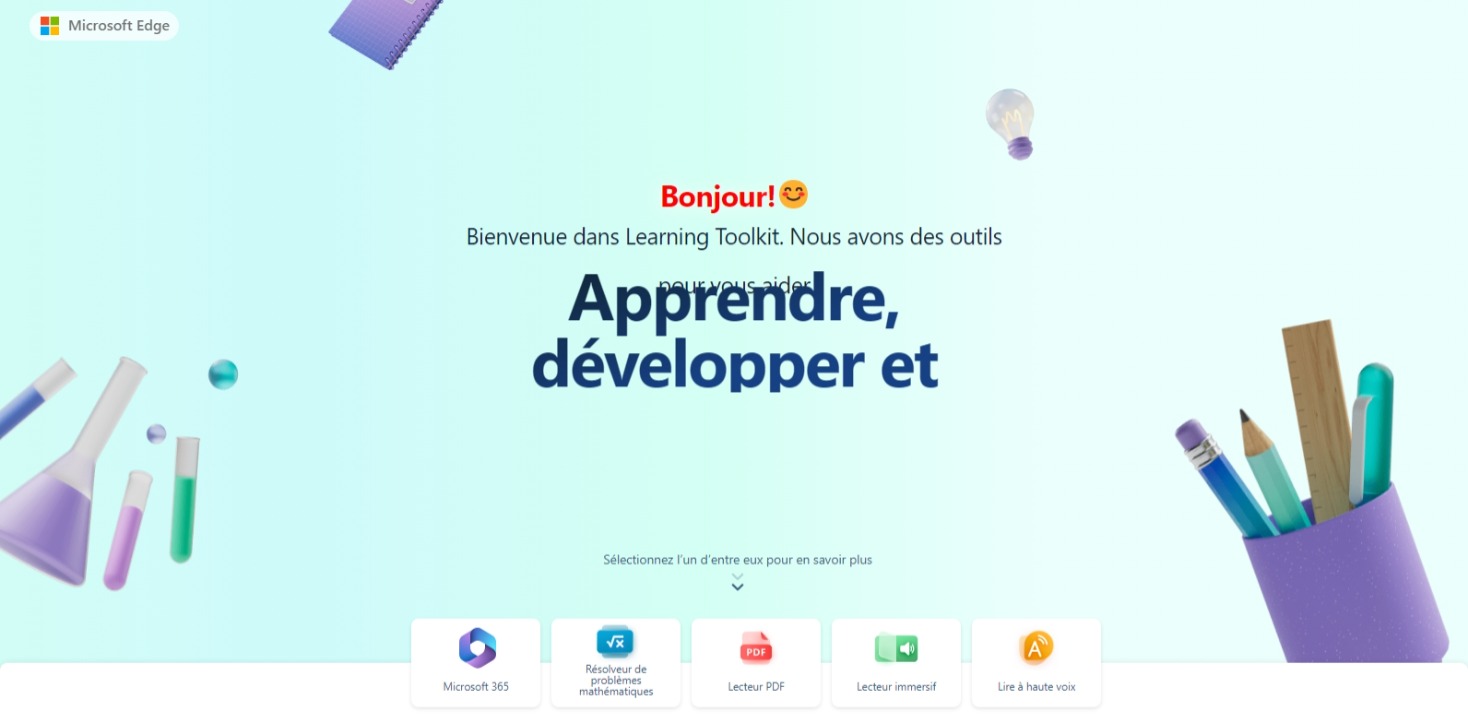 Microsoft Edge
Bonjour!😊
Bienvenue dans Learning Toolkit. Nous avons des outils
pour vous aider
Apprendre,
développer et
Sélectionnez l'un d'entre eux pour en savoir plus
Microsoft 365
√x
Résolveur de
problèmes
mathématiques
PDF
Lecteur PDF
Lecteur immersif
A
Lire à haute voix